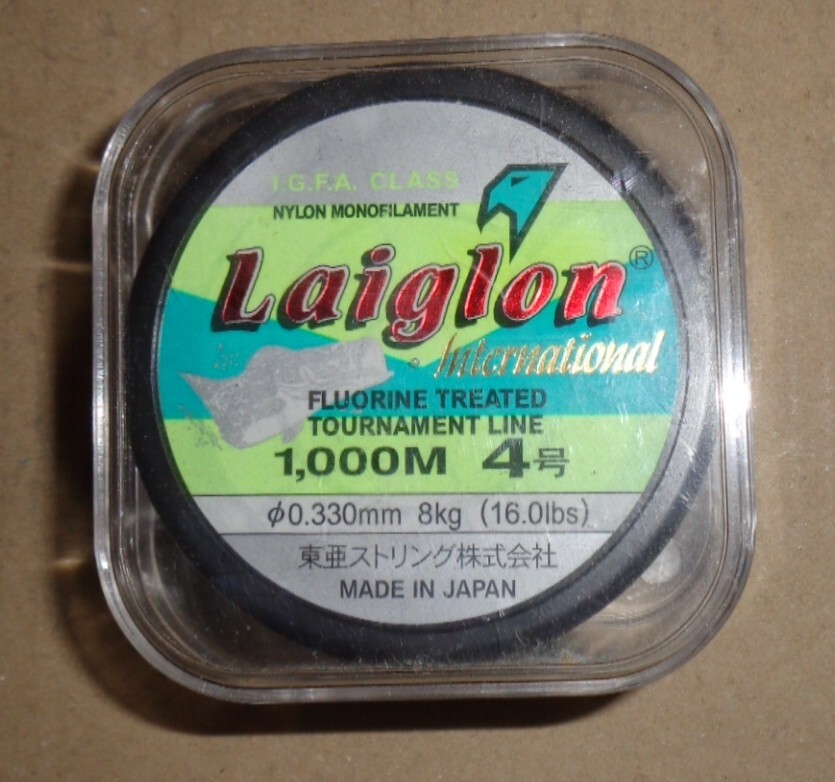 I.G.F.A. CLASS
NYLON MONOFILAMENT
Laiglon®
International
FLUORINE TREATED
TOURNAMENT LINE
1,000M 4号
φ0.330mm 8kg (16.0lbs)
東亜ストリング株式会社
MADE IN JAPAN